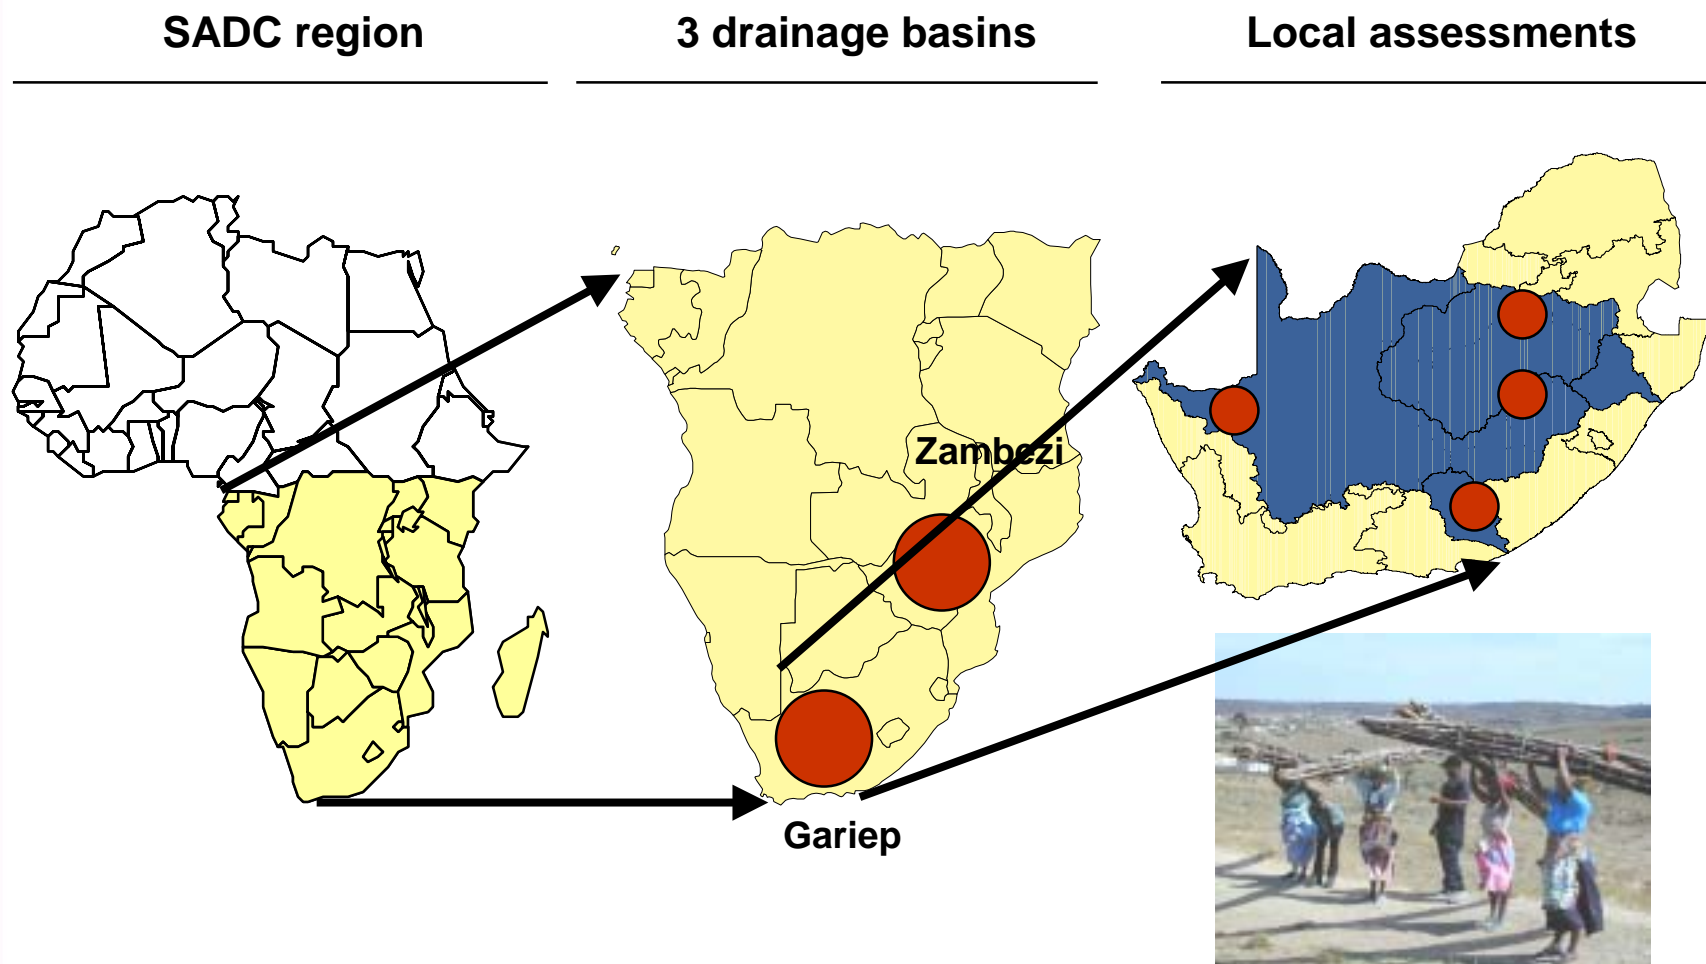 SADC region
3 drainage basins
Local assessments
Zambezi
Gariep